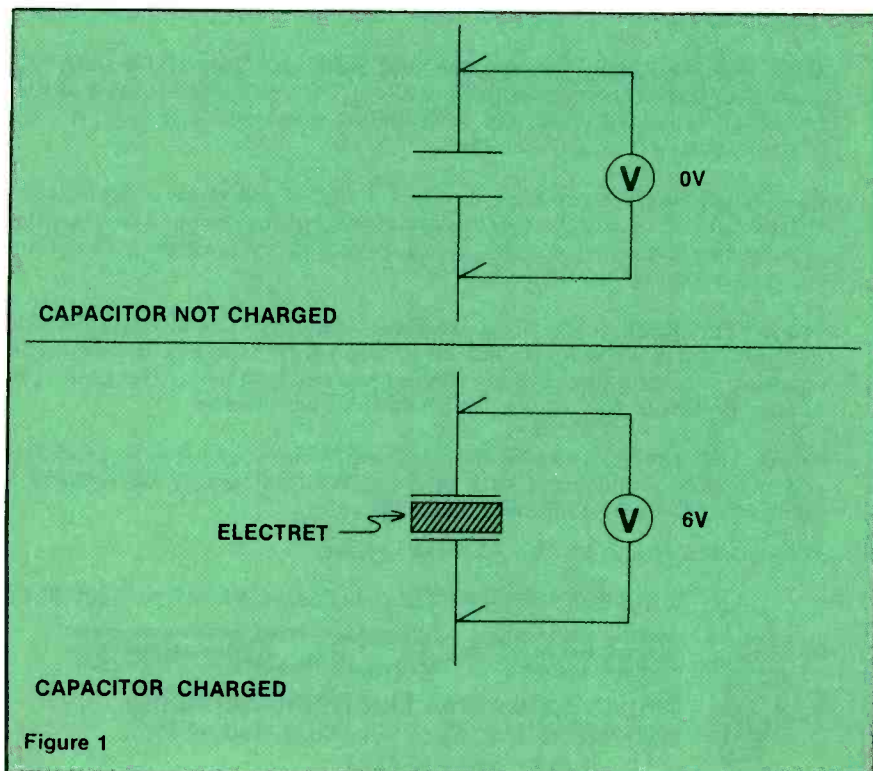 V 0V
CAPACITOR NOT CHARGED
ELECTRET
V 6V
CAPACITOR CHARGED
Figure 1